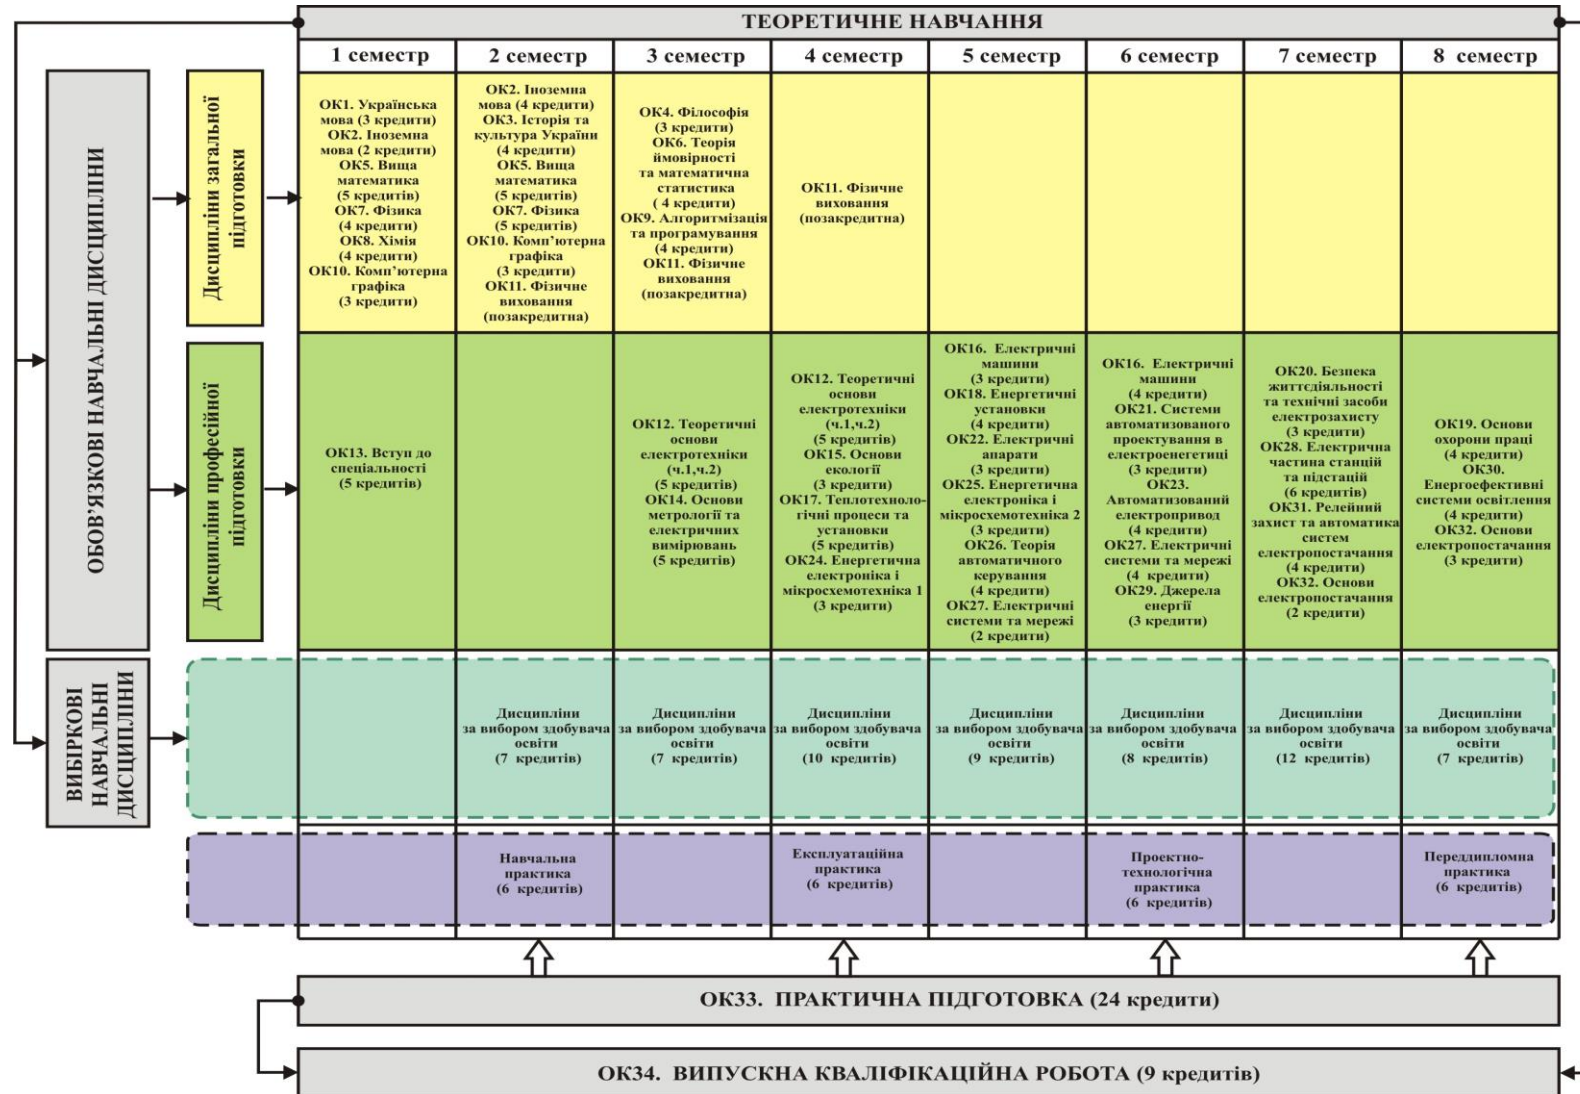 ТЕОРЕТИЧНЕ НАВЧАННЯ
1 семестр
2 семестр
3 семестр
4 семестр
5 семестр
6 семестр
7 семестр
8 семестр
ОБОВ’ЯЗКОВІ НАВЧАЛЬНІ ДИСЦИПЛІНИ
Дисципліни загальної
підготовки
ОК1. Українська
мова (3 кредити)
ОК2. Іноземна
мова (2 кредити)
ОК5. Вища
математика
(5 кредитів)
ОК7. Фізика
(4 кредити)
ОК8. Хімія
(4 кредити)
ОК10. Комп’ютерна
графіка
(3 кредити)
ОК2. Іноземна
мова (4 кредити)
ОК3. Історія та
культура України
(4 кредити)
ОК5. Вища
математика
(5 кредитів)
ОК7. Фізика
(5 кредитів)
ОК10. Комп’ютерна
графіка
(3 кредити)
ОК11. Фізичне
виховання
(позакредитна)
ОК4. Філософія
(3 кредити)
ОК6. Теорія
ймовірності
та математична
статистика
( 4 кредити)
ОК9. Алгоритмізація
та програмування
(4 кредити)
ОК11. Фізичне
виховання
(позакредитна)
ОК11. Фізичне
виховання
(позакредитна)
Дисципліни професійної
підготовки
ОК13. Вступ до
спеціальності
(5 кредитів)
ОК12. Теоретичні
основи
електротехніки
(ч.1,ч.2)
(5 кредитів)
ОК14. Основи
метрології та
електричних
вимірювань
(5 кредитів)
ОК12. Теоретичні
основи
електротехніки
(ч.1,ч.2)
(5 кредитів)
ОК15. Основи
екології
(3 кредити)
ОК17. Теплотехноло-
гічні процеси та
установки
(5 кредитів)
ОК24. Енергетична
електроніка і
мікросхемотехніка 1
(3 кредити)
ОК16. Електричні
машини
(3 кредити)
ОК18. Енергетичні
установки
(4 кредити)
ОК22. Електричні
апарати
(3 кредити)
ОК25. Енергетична
електроніка і
мікросхемотехніка 2
(3 кредити)
ОК26. Теорія
автоматичного
керування
(4 кредити)
ОК27. Електричні
системи та мережі
(2 кредити)
ОК16. Електричні
машини
(4 кредити)
ОК21. Системи
автоматизованого
проектування в
електроенегетиці
(3 кредити)
ОК23.
Автоматизований
електропривод
(4 кредити)
ОК27. Електричні
системи та мережі
(4 кредити)
ОК29. Джерела
енергії
(3 кредити)
ОК20. Безпека
життєдіяльності
та технічні засоби
електрозахисту
(3 кредити)
ОК28. Електрична
частина станцій
та підстацій
(6 кредитів)
ОК31. Релейний
захист та автоматика
систем
електропостачання
(4 кредити)
ОК32. Основи
електропостачання
(2 кредити)
ОК19. Основи
охорони праці
(4 кредити)
ОК30.
Енергоефективні
системи освітлення
(4 кредити)
ОК32. Основи
електропостачання
(3 кредити)
ВИБІРКОВІ
НАВЧАЛЬНІ
ДИСЦИПЛІНИ
Дисципліни
за вибором здобувача
освіти
(7 кредитів)
Дисципліни
за вибором здобувача
освіти
(7 кредитів)
Дисципліни
за вибором здобувача
освіти
(10 кредитів)
Дисципліни
за вибором здобувача
освіти
(9 кредитів)
Дисципліни
за вибором здобувача
освіти
(8 кредитів)
Дисципліни
за вибором здобувача
освіти
(12 кредитів)
Дисципліни
за вибором здобувача
освіти
(7 кредитів)
Навчальна
практика
(6 кредитів)
Експлуатаційна
практика
(6 кредитів)
Проектно-
технологічна
практика
(6 кредитів)
Переддипломна
практика
(6 кредитів)
ОК33. ПРАКТИЧНА ПІДГОТОВКА (24 кредити)
ОК34. ВИПУСКНА КВАЛІФІКАЦІЙНА РОБОТА (9 кредитів)